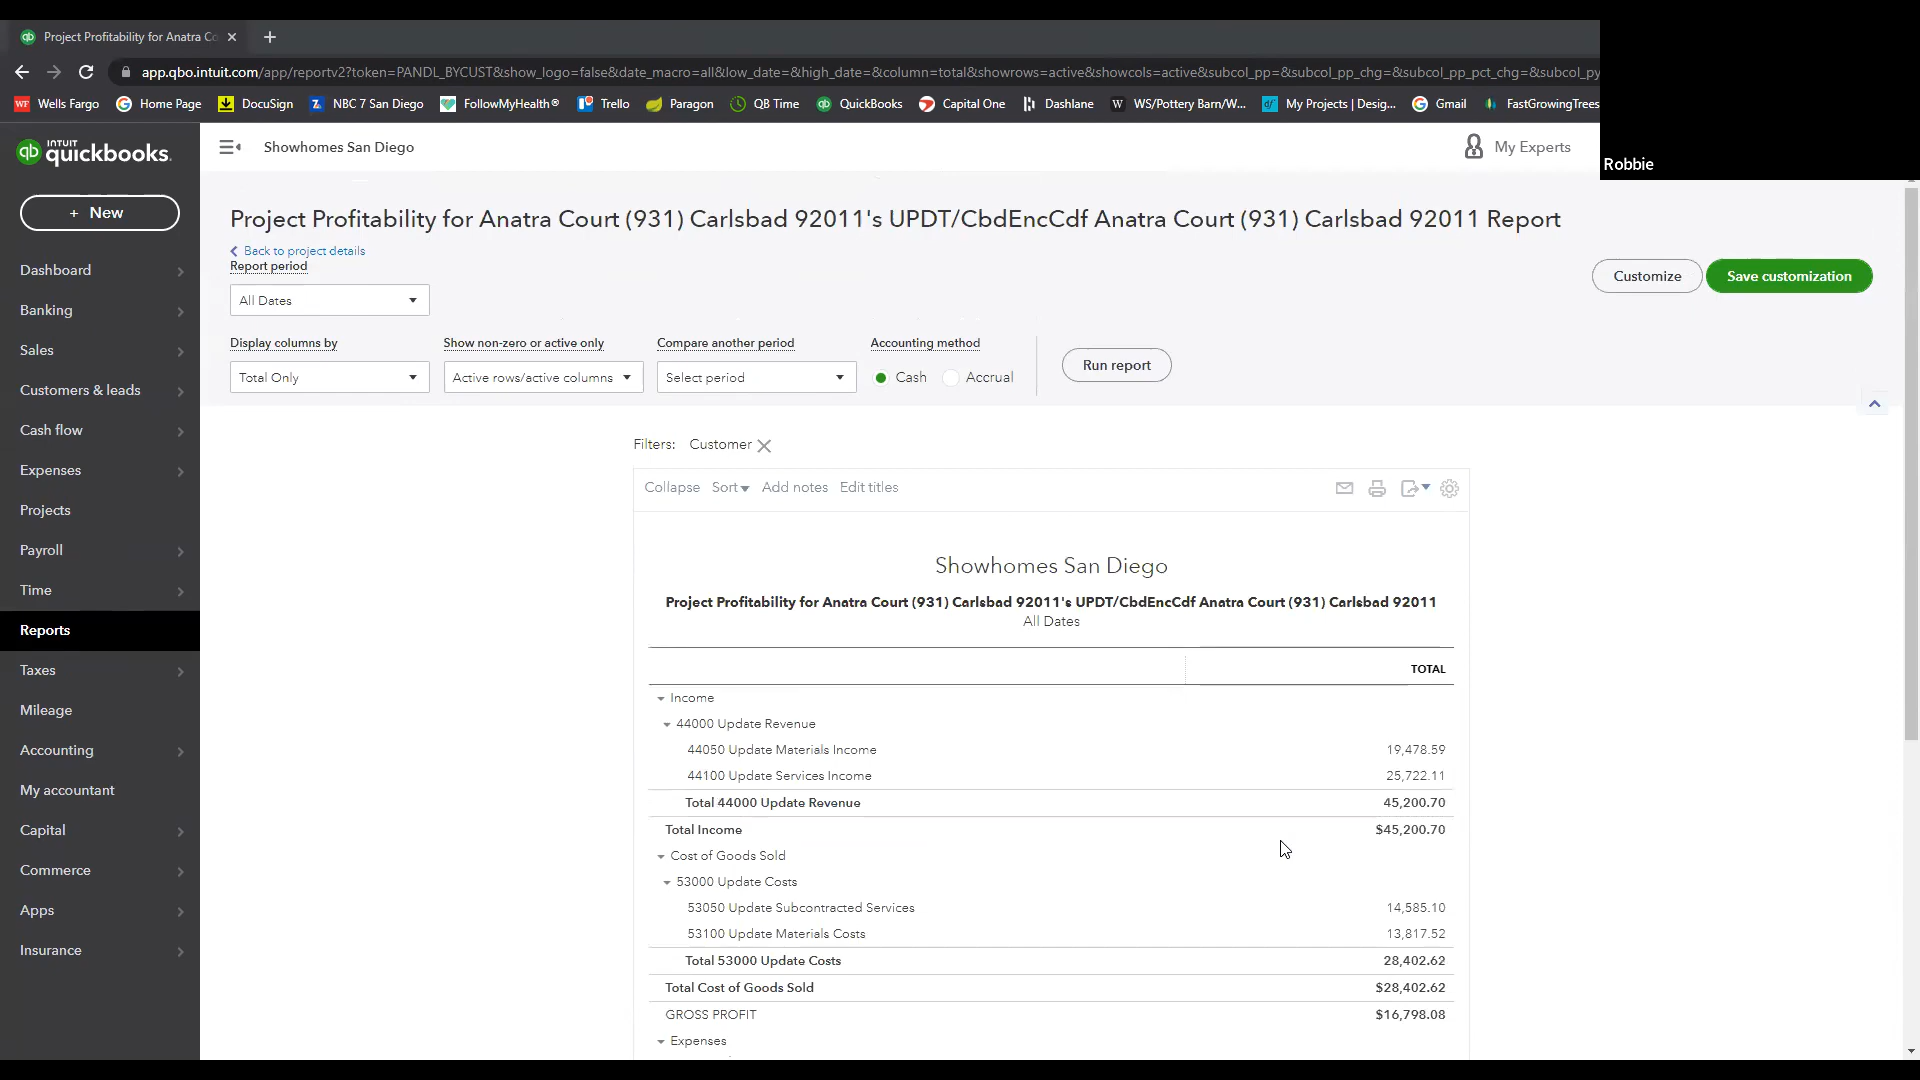 Project Profitability for Anatra Co
app.qbo.intuit.com/app/reportv2?token=PANDL_BYCUST&show_logo=false&date_macro=all&low_date=&high_date=&column=total&showrows=active&showcols=active&subcol_pp=&subcol_pp_chg=&subcol_pp_pct_chg=&subcol_py
WF Wells Fargo Home Page DocuSign NBC 7 San Diego FollowMyHealth® Trello Paragon QB Time QuickBooks Capital One Dashlane WS/Pottery Barn/W... My Projects | Desig... Gmail FastGrowingTrees
Robbie
INTUIT
quickbooks.
Showhomes San Diego
My Experts
+ New
Dashboard
Banking
Sales
Customers & leads
Cash flow
Expenses
Projects
Payroll
Time
Reports
Taxes
Mileage
Accounting
My accountant
Capital
Commerce
Apps
Insurance
Project Profitability for Anatra Court (931) Carlsbad 92011's UPDT/CbdEncCdf Anatra Court (931) Carlsbad 92011 Report
Back to project details
Report period
All Dates
Customize Save customization
Display columns by Show non-zero or active only Compare another period Accounting method
Total Only Active rows/active columns Select period Cash Accrual
Run report
Filters: Customer
Collapse Sort Add notes Edit titles
Showhomes San Diego
Project Profitability for Anatra Court (931) Carlsbad 92011's UPDT/CbdEncCdf Anatra Court (931) Carlsbad 92011
All Dates
TOTAL
Income
44000 Update Revenue
44050 Update Materials Income 19,478.59
44100 Update Services Income 25,722.11
Total 44000 Update Revenue 45,200.70
Total Income $45,200.70
Cost of Goods Sold
53000 Update Costs
53050 Update Subcontracted Services 14,585.10
53100 Update Materials Costs 13,817.52
Total 53000 Update Costs 28,402.62
Total Cost of Goods Sold $28,402.62
GROSS PROFIT $16,798.08
Expenses